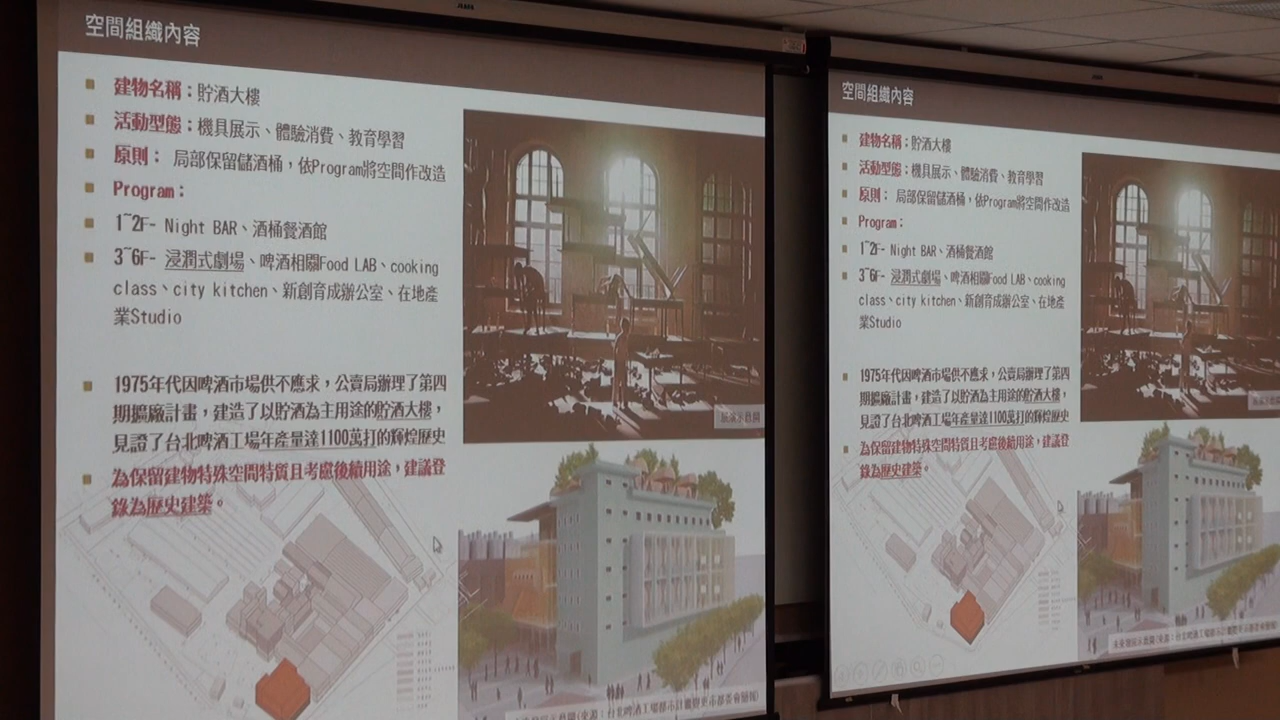 空間組織內容
建物名稱：貯酒大樓
活動型態：機具展示、體驗消費、教育學習
原則： 局部保留儲酒桶，依Program將空間作改造
Program：
1~2F- Night BAR、酒桶餐酒館
3~6F- 浸潤式劇場、啤酒相關Food LAB、cooking
class、city kitchen、新創育成辦公室、在地產
業Studio
1975年代因啤酒市場供不應求，公賣局辦理了第四
期擴廠計畫，建造了以貯酒為主用途的貯酒大樓，
見證了台北啤酒工場年產量達1100萬打的輝煌歷史
為保留建物特殊空間特質且考慮後續用途，建議登
錄為歷史建築。
展演示意圖
空間組織內容
建物名稱：貯酒大樓
活動型態：機具展示、體驗消費、教育學習
原則： 局部保留儲酒桶，依Program將空間作改造
Program：
1~2F- Night BAR、酒桶餐酒館
3~6F- 浸潤式劇場、啤酒相關Food LAB、cooking
class、city kitchen、新創育成辦公室、在地產
業Studio
1975年代因啤酒市場供不應求，公賣局辦理了第四
期擴廠計畫，建造了以貯酒為主用途的貯酒大樓，
見證了台北啤酒工場年產量達1100萬打的輝煌歷史
為保留建物特殊空間特質且考慮後續用途，建議登
錄為歷史建築。